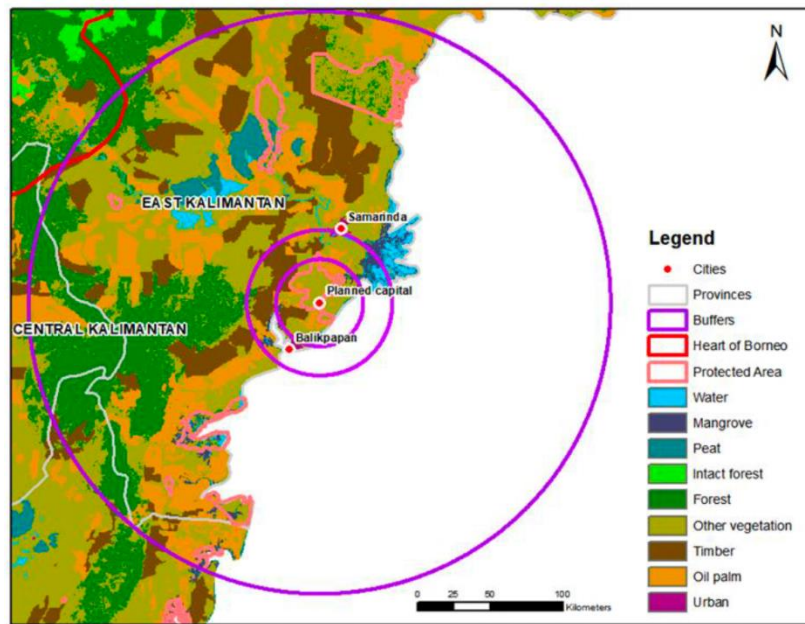 N
EAST KALIMANTAN
Samarinda
Planned capital
CENTRAL KALIMANTAN
Balikpapan
Legend
Cities
Provinces
Buffers
Heart of Borneo
Protected Area
Water
Mangrove
Peat
Intact forest
Forest
Other vegetation
Timber
Oil palm
Urban
0 25 50 100
Kilometers